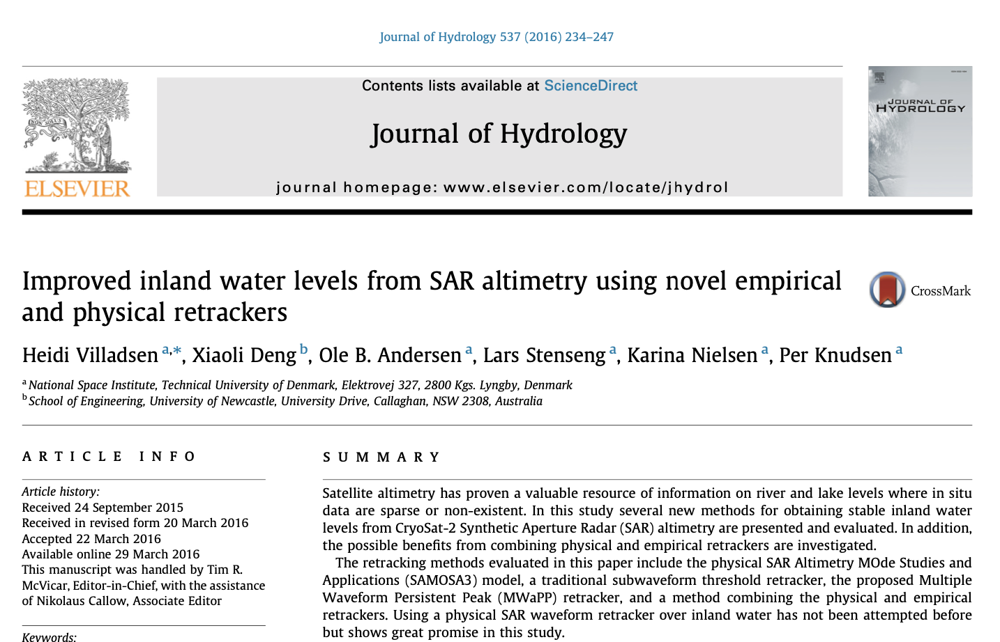 Journal of Hydrology 537 (2016) 234–247
Contents lists available at ScienceDirect
Journal of Hydrology
journal homepage: www.elsevier.com/locate/jhydrol
NON SOLUS
ELSEVIER
JOURNAL OF
HYDROLOGY
Improved inland water levels from SAR altimetry using novel empirical
and physical retrackers
CrossMark
Heidi Villadsen a,*, Xiaoli Deng b, Ole B. Andersen a, Lars Stenseng a, Karina Nielsen a, Per Knudsen a
a National Space Institute, Technical University of Denmark, Elektrovej 327, 2800 Kgs. Lyngby, Denmark
b School of Engineering, University of Newcastle, University Drive, Callaghan, NSW 2308, Australia
ARTICLE INFO
Article history:
Received 24 September 2015
Received in revised form 20 March 2016
Accepted 22 March 2016
Available online 29 March 2016
This manuscript was handled by Tim R.
McVicar, Editor-in-Chief, with the assistance
of Nikolaus Callow, Associate Editor
Keywords:
SUMMARY
Satellite altimetry has proven a valuable resource of information on river and lake levels where in situ
data are sparse or non-existent. In this study several new methods for obtaining stable inland water
levels from CryoSat-2 Synthetic Aperture Radar (SAR) altimetry are presented and evaluated. In addition,
the possible benefits from combining physical and empirical retrackers are investigated.
The retracking methods evaluated in this paper include the physical SAR Altimetry MOde Studies and
Applications (SAMOSA3) model, a traditional subwaveform threshold retracker, the proposed Multiple
Waveform Persistent Peak (MWaPP) retracker, and a method combining the physical and empirical
retrackers. Using a physical SAR waveform retracker over inland water has not been attempted before
but shows great promise in this study.